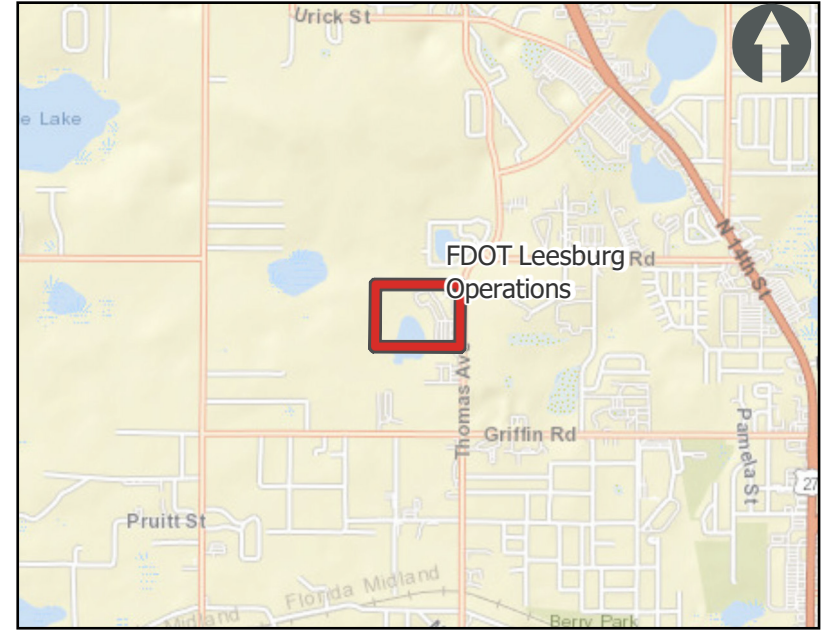 Urick St
e Lake
N 14th St
FDOT Leesburg
Operations
Rd
Thomas Ave
Griffin Rd
Pamela St
27
Pruitt St
Florida Midland
Midland
Berry Park